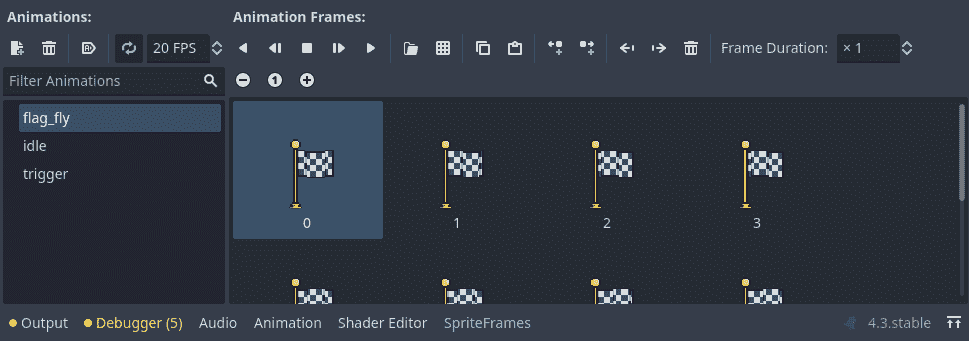 Animations:
Animation Frames:
20 FPS
Frame Duration:
× 1
Filter Animations
1
flag_fly
idle
trigger
0
1
2
3
Output
Debugger (5)
Audio
Animation
Shader Editor
SpriteFrames
4.3.stable